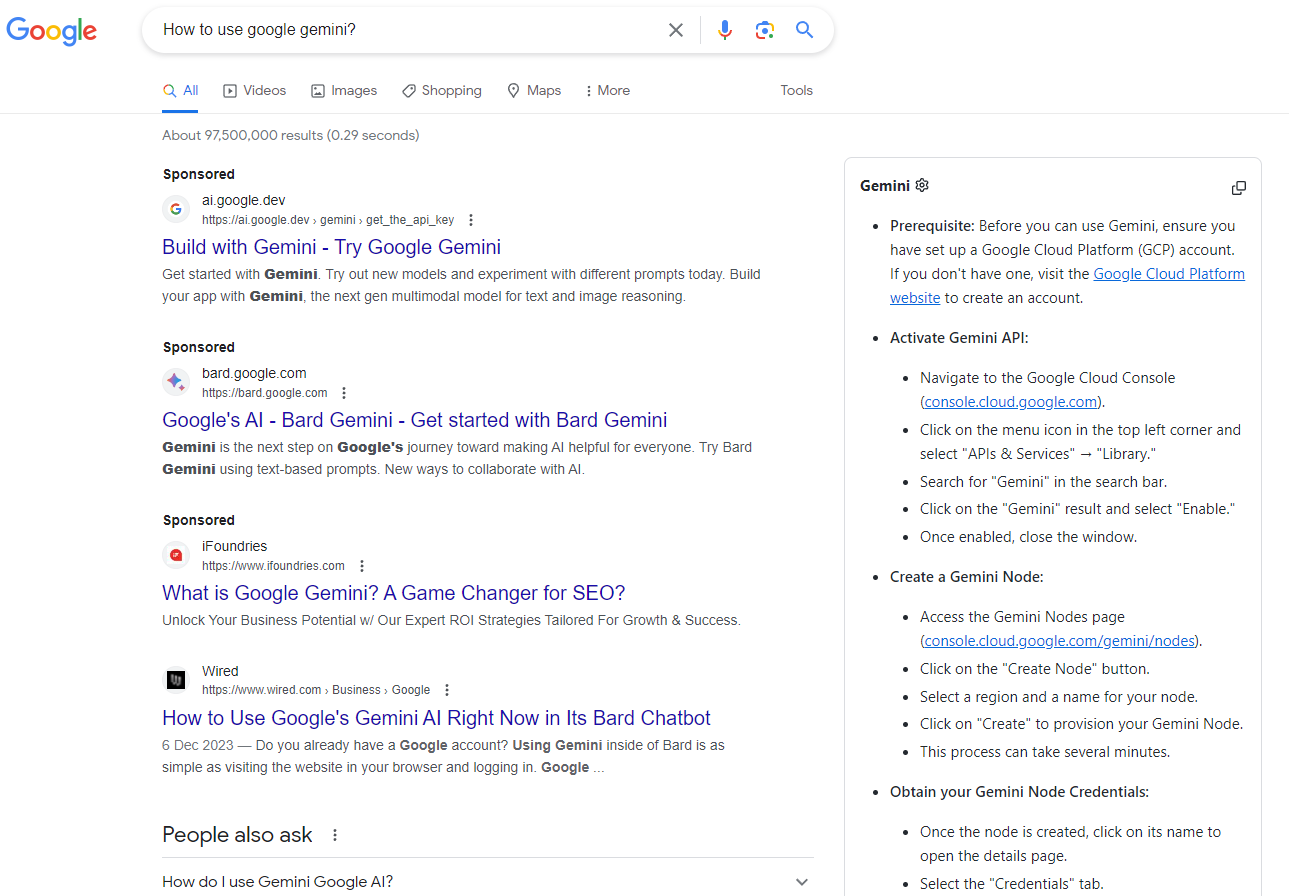 Google
How to use google gemini?
All
Videos
Images
Shopping
Maps
More
Tools
About 97,500,000 results (0.29 seconds)
Sponsored
ai.google.dev
https://ai.google.dev › gemini › get_the_api_key
Build with Gemini - Try Google Gemini
Get started with Gemini. Try out new models and experiment with different prompts today. Build
your app with Gemini, the next gen multimodal model for text and image reasoning.
Sponsored
bard.google.com
https://bard.google.com
Google's AI - Bard Gemini - Get started with Bard Gemini
Gemini is the next step on Google's journey toward making AI helpful for everyone. Try Bard
Gemini using text-based prompts. New ways to collaborate with AI.
Sponsored
iFoundries
https://www.ifoundries.com
What is Google Gemini? A Game Changer for SEO?
Unlock Your Business Potential w/ Our Expert ROI Strategies Tailored For Growth & Success.
Wired
https://www.wired.com › Business › Google
How to Use Google's Gemini AI Right Now in Its Bard Chatbot
6 Dec 2023 — Do you already have a Google account? Using Gemini inside of Bard is as
simple as visiting the website in your browser and logging in. Google ...
People also ask
How do I use Gemini Google AI?
Gemini
Prerequisite: Before you can use Gemini, ensure you
have set up a Google Cloud Platform (GCP) account.
If you don't have one, visit the Google Cloud Platform
website to create an account.
Activate Gemini API:
Navigate to the Google Cloud Console
(console.cloud.google.com).
Click on the menu icon in the top left corner and
select "APIs & Services" → "Library."
Search for "Gemini" in the search bar.
Click on the "Gemini" result and select "Enable."
Once enabled, close the window.
Create a Gemini Node:
Access the Gemini Nodes page
(console.cloud.google.com/gemini/nodes).
Click on the "Create Node" button.
Select a region and a name for your node.
Click on "Create" to provision your Gemini Node.
This process can take several minutes.
Obtain your Gemini Node Credentials:
Once the node is created, click on its name to
open the details page.
Select the "Credentials" tab.